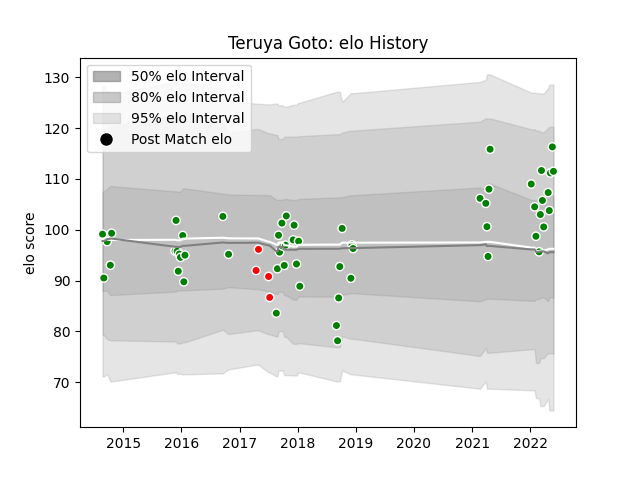 Teruya Goto: elo History
50% elo Interval
80% elo Interval
95% elo Interval
Post Match elo
elo score
130
120
110
100
90
80
70
2015 2016 2017 2018 2019 2020 2021 2022